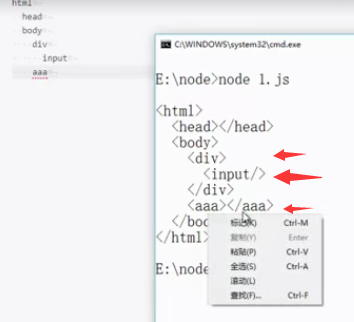 html
head
body
div
input
aaa
C:\WINDOWS\system32\cmd.exe
E:\node>node 1.js
<html>
<head></head>
<body>
<div>
<input/>
</div>
<aaa></aaa>
</bod
</html>
E:\node
标记(K) Ctrl-M
复制(Y) Enter
粘贴(P) Ctrl-V
全选(S) Ctrl-A
滚动(L)
查找(F)... Ctrl-F